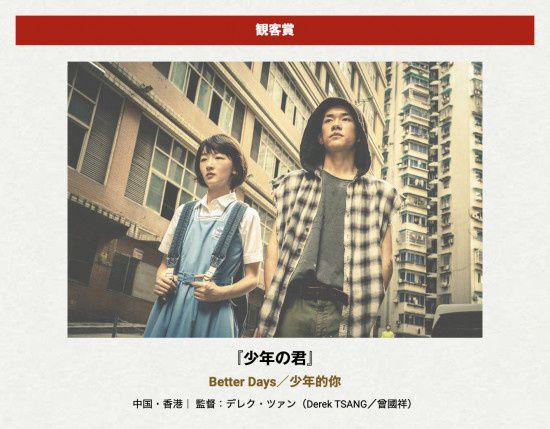 観客賞
『少年の君』
Better Days／少年的你
中国・香港｜ 監督：デレク・ツァン（Derek TSANG／曾國祥）